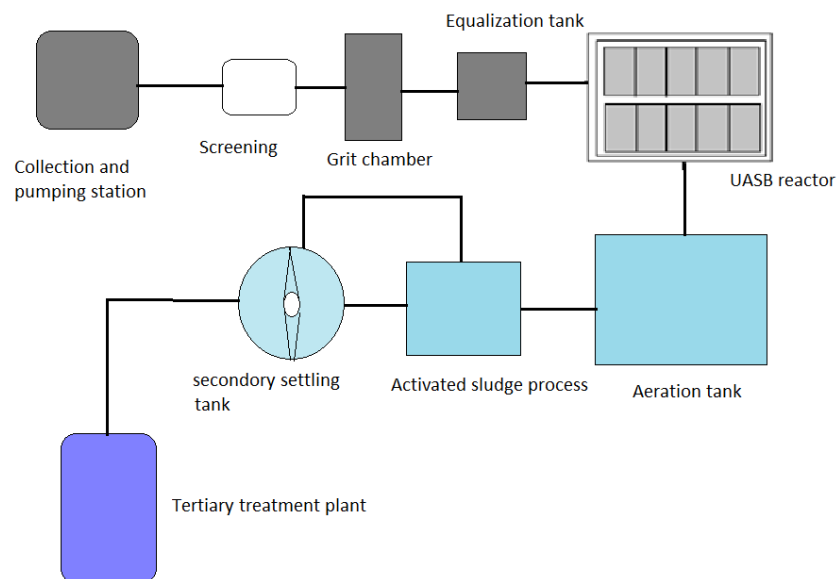 Equalization tank
Screening
Grit chamber
Collection and
pumping station
UASB reactor
secondory settling
tank
Activated sludge process
Aeration tank
Tertiary treatment plant